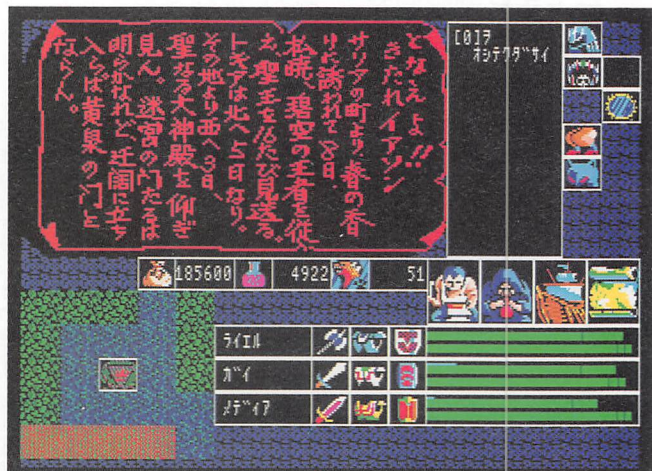 となえよ!!
きたれイアソン
サリアの町より、春の香
りに誘われて8日、
払暁、碧空の王者を従
え、聖王を11たび見送る。
トキアは北へ5日なり。
その地より西へ3日、
聖なる大神殿を仰ぎ
見ん。迷宮の門たるは
明らかなれど、迂闊に立ち
入らば黄泉の門と
ならん。
[01]ヲ
オシテクダサイ
185600 4922 51
ライエル
ガイ
メディア